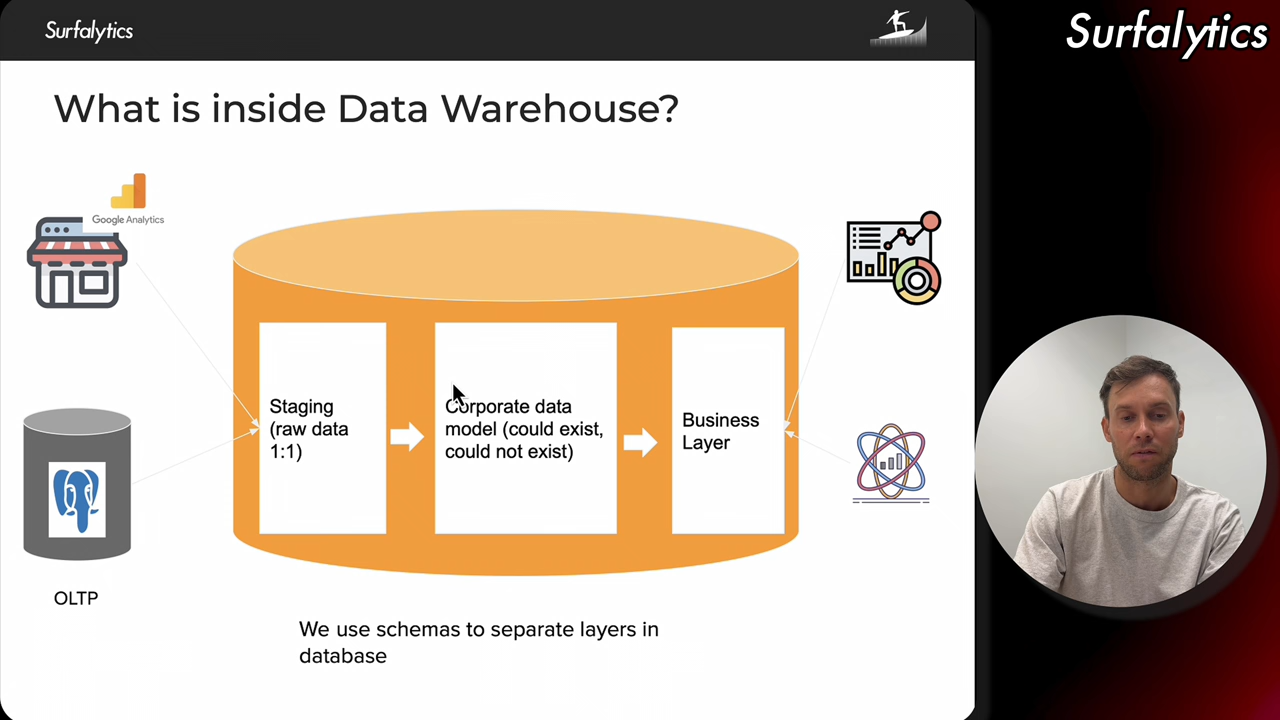 Surfalytics
Surfalytics
What is inside Data Warehouse?
Google Analytics
Staging
(raw data
1:1)
Corporate data
model (could exist,
could not exist)
Business
Layer
OLTP
We use schemas to separate layers in
database